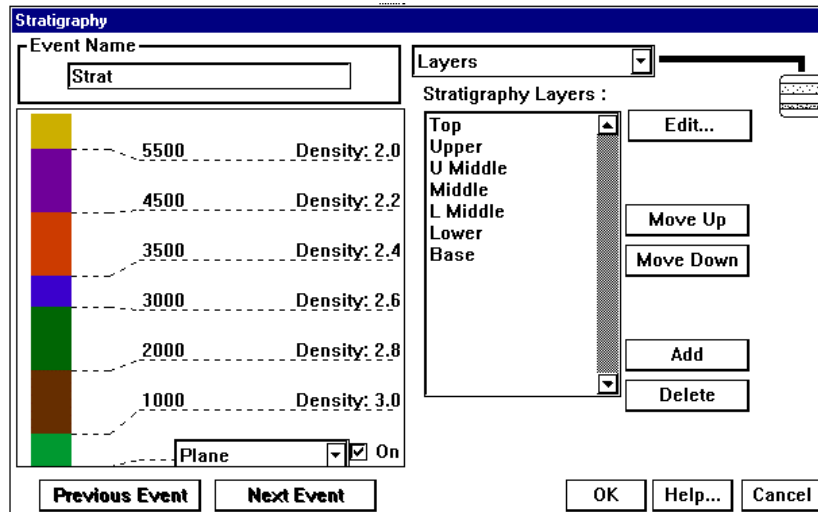 Stratigraphy
Event Name
Strat
5500 Density: 2.0
4500 Density: 2.2
3500 Density: 2.4
3000 Density: 2.6
2000 Density: 2.8
1000 Density: 3.0
Plane
On
Previous Event
Next Event
Layers
Stratigraphy Layers :
Top
Upper
U Middle
Middle
L Middle
Lower
Base
Edit...
Move Up
Move Down
Add
Delete
OK
Help...
Cancel